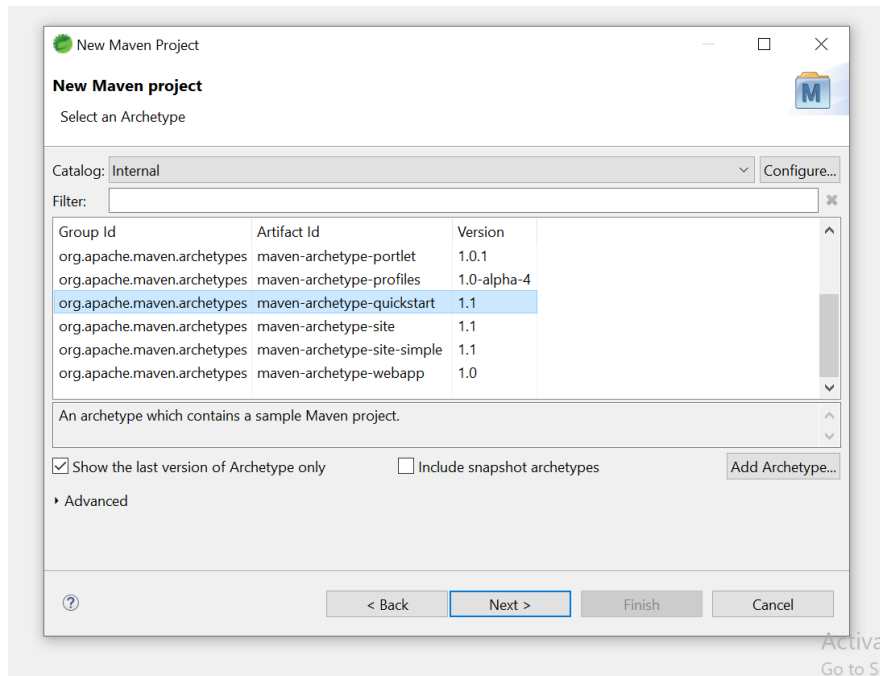 New Maven Project
New Maven project
Select an Archetype
Catalog: Internal Configure...
Filter:
Group Id Artifact Id Version
org.apache.maven.archetypes maven-archetype-portlet 1.0.1
org.apache.maven.archetypes maven-archetype-profiles 1.0-alpha-4
org.apache.maven.archetypes maven-archetype-quickstart 1.1
org.apache.maven.archetypes maven-archetype-site 1.1
org.apache.maven.archetypes maven-archetype-site-simple 1.1
org.apache.maven.archetypes maven-archetype-webapp 1.0
An archetype which contains a sample Maven project.
Show the last version of Archetype only Include snapshot archetypes Add Archetype...
Advanced
? < Back Next > Finish Cancel
Activa
Go to S